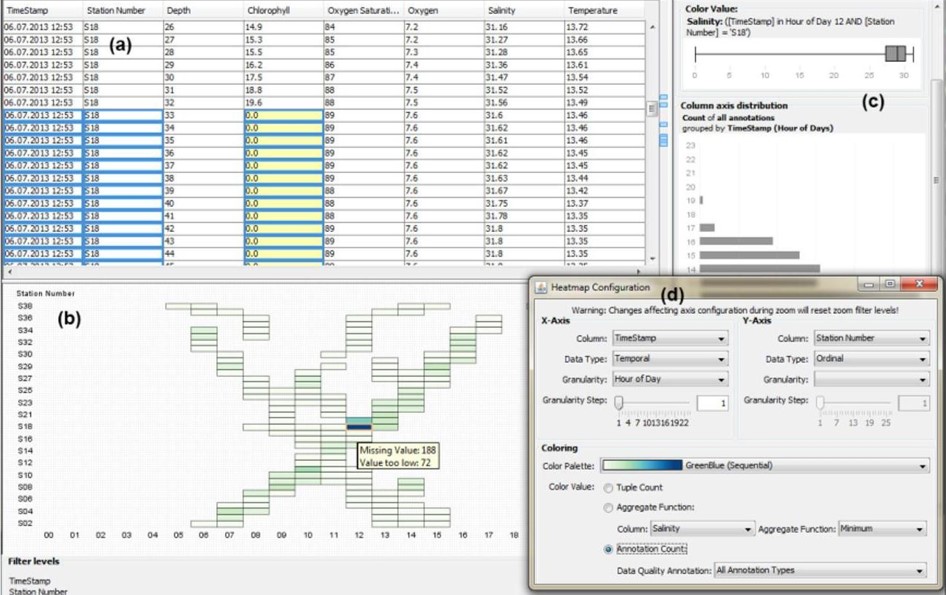 TimeStamp Station Number Depth Chlorophyll Oxygen Saturati... Oxygen Salinity Temperature
06.07.2013 12:53 S18 26 14.9 84 7.2 31.16 13.72
06.07.2013 12:53 S18 27 15.3 85 7.2 31.27 13.66
06.07.2013 12:53 S18 28 15.5 85 7.3 31.28 13.65
06.07.2013 12:53 S18 29 16.2 86 7.4 31.36 13.61
06.07.2013 12:53 S18 30 17.5 87 7.4 31.47 13.54
06.07.2013 12:53 S18 31 18.8 88 7.5 31.52 13.52
06.07.2013 12:53 S18 32 19.6 88 7.5 31.56 13.49
06.07.2013 12:53 S18 33 0.0 89 7.6 31.6 13.46
06.07.2013 12:53 S18 34 0.0 89 7.6 31.62 13.46
06.07.2013 12:53 S18 35 0.0 89 7.6 31.61 13.46
06.07.2013 12:53 S18 36 0.0 89 7.6 31.62 13.45
06.07.2013 12:53 S18 37 0.0 89 7.6 31.62 13.45
06.07.2013 12:53 S18 38 0.0 89 7.6 31.63 13.44
06.07.2013 12:53 S18 39 0.0 88 7.6 31.67 13.42
06.07.2013 12:53 S18 40 0.0 88 7.6 31.75 13.37
06.07.2013 12:53 S18 41 0.0 88 7.6 31.78 13.35
06.07.2013 12:53 S18 42 0.0 89 7.6 31.8 13.35
06.07.2013 12:53 S18 43 0.0 89 7.6 31.8 13.35
06.07.2013 12:53 S18 44 0.0 89 7.6 31.8 13.35
(a)
Color Value:
Salinity: ([TimeStamp] in Hour of Day 12 AND [Station
Number] = 'S18')
0 5 10 15 20 25 30
(c)
Column axis distribution
Count of all annotations
grouped by TimeStamp (Hour of Days)
23
22
21
20
19
18
17
16
15
14
Station Number
(b)
S38
S36
S34
S32
S30
S29
S27
S25
S23
S21
S18
S16
S14
S12
S10
S08
S06
S04
S02
00 01 02 03 04 05 06 07 08 09 10 11 12 13 14 15 16 17 18
Missing Value: 188
Value too low: 72
Filter levels
TimeStamp
Station Number
Heatmap Configuration
(d)
Warning: Changes affecting axis configuration during zoom will reset zoom filter levels!
X-Axis Y-Axis
Column: TimeStamp Column: Station Number
Data Type: Temporal Data Type: Ordinal
Granularity: Hour of Day Granularity:
Granularity Step: 1 Granularity Step: 1
1 4 7 10 13 16 19 22 1 7 13 19 25
Coloring
Color Palette: GreenBlue (Sequential)
Color Value: Tuple Count
Aggregate Function:
Column: Salinity Aggregate Function: Minimum
Annotation Count:
Data Quality Annotation: All Annotation Types